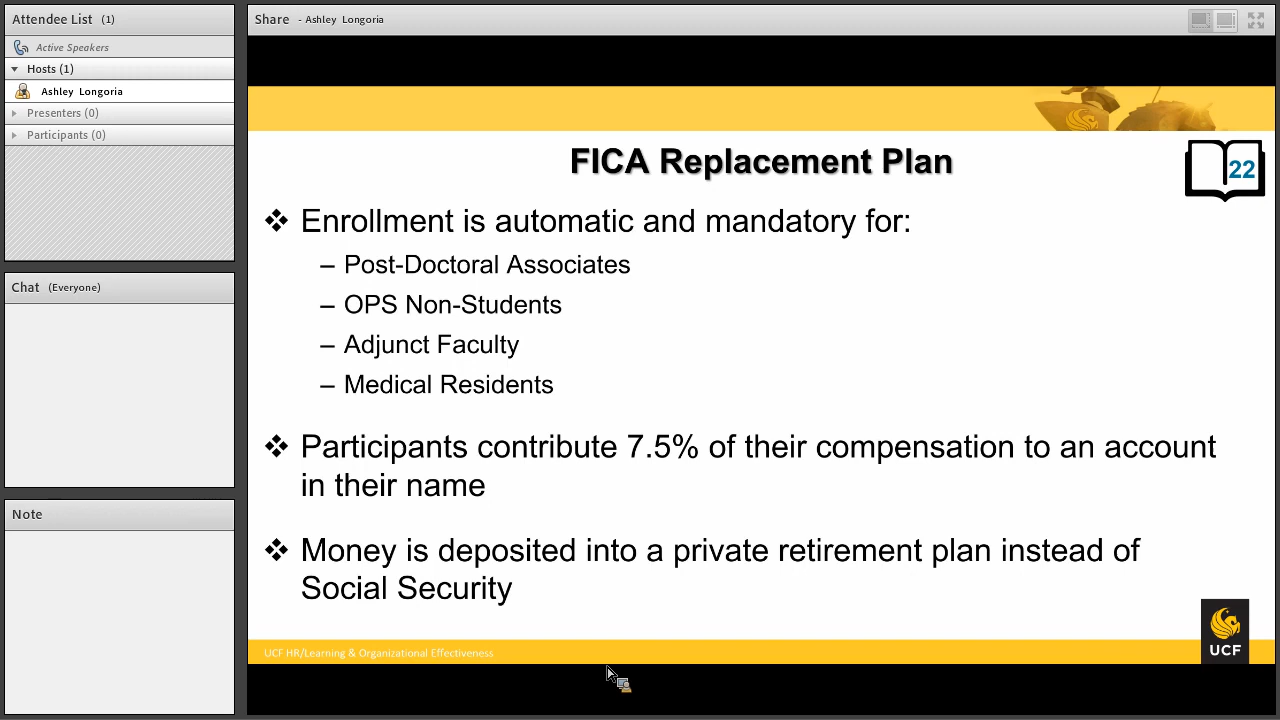 Attendee List (1)
Active Speakers
Hosts (1)
Ashley Longoria
Presenters (0)
Participants (0)
Chat (Everyone)
Note
Share - Ashley Longoria
FICA Replacement Plan
22
❖ Enrollment is automatic and mandatory for:
– Post-Doctoral Associates
– OPS Non-Students
– Adjunct Faculty
– Medical Residents
❖ Participants contribute 7.5% of their compensation to an account
in their name
❖ Money is deposited into a private retirement plan instead of
Social Security
UCF HR/Learning & Organizational Effectiveness
UCF